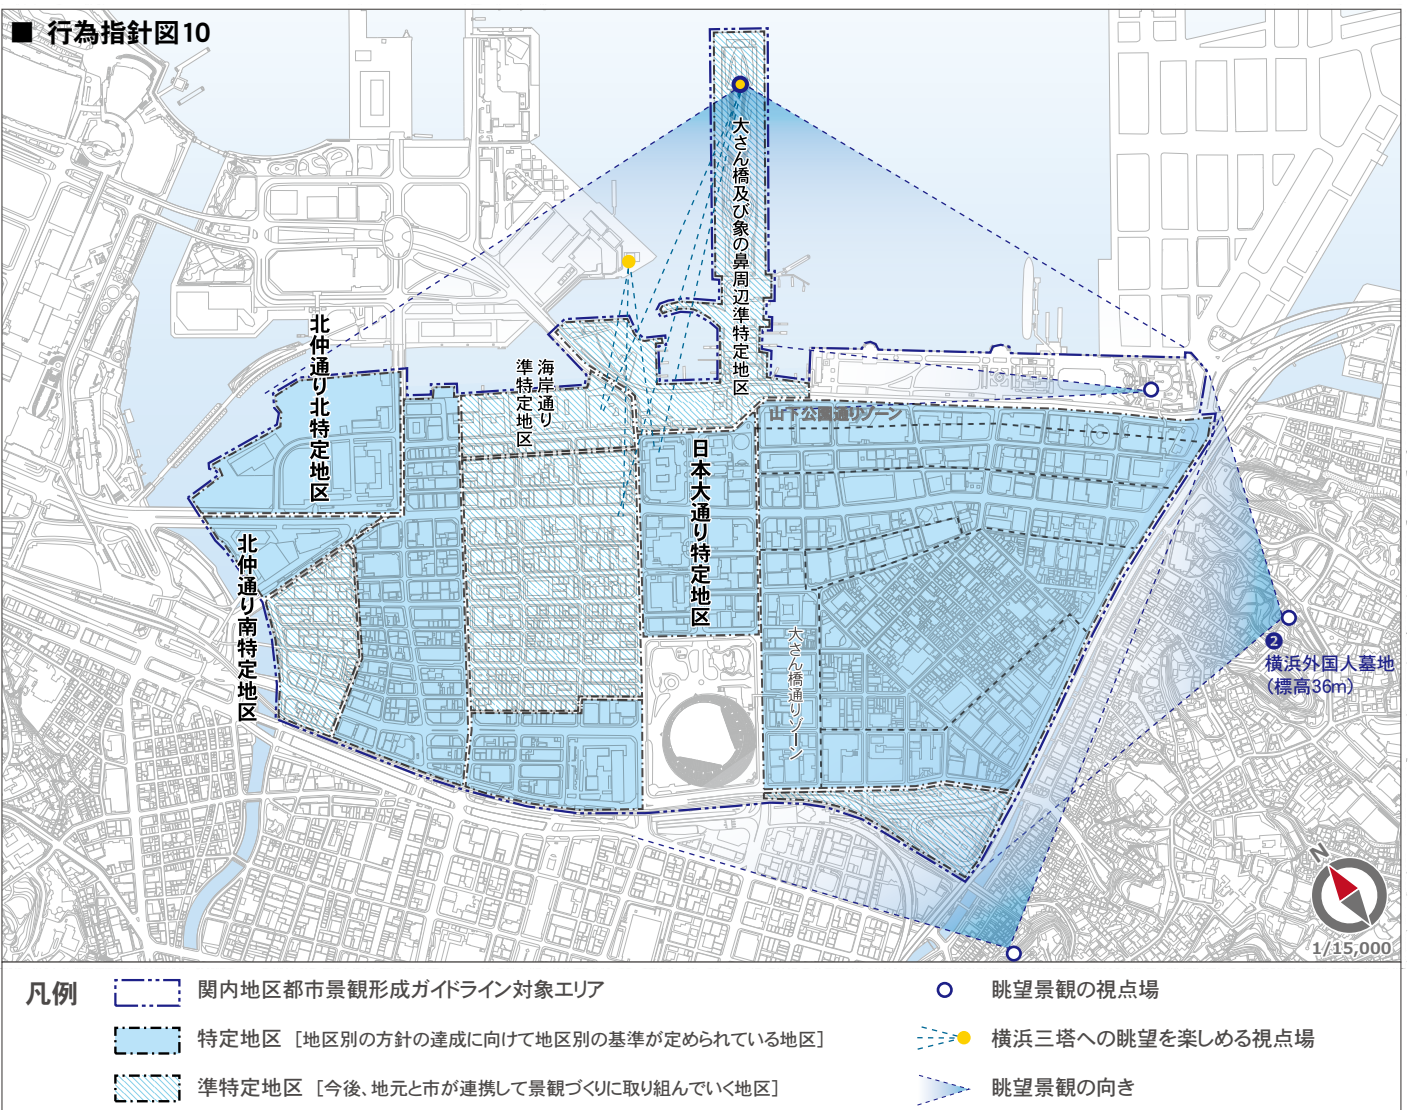 ■ 行為指針図10
大さん橋及び象の鼻周辺準特定地区
北仲通り北特定地区
海岸通り
準特定地区
山下公園通りゾーン
日本大通り特定地区
北仲通り南特定地区
大さん橋通りゾーン
2
横浜外国人墓地
（標高36m）
N
1/15,000
凡例
関内地区都市景観形成ガイドライン対象エリア
特定地区 ［地区別の方針の達成に向けて地区別の基準が定められている地区］
準特定地区 ［今後、地元と市が連携して景観づくりに取り組んでいく地区］
眺望景観の視点場
横浜三塔への眺望を楽しめる視点場
眺望景観の向き